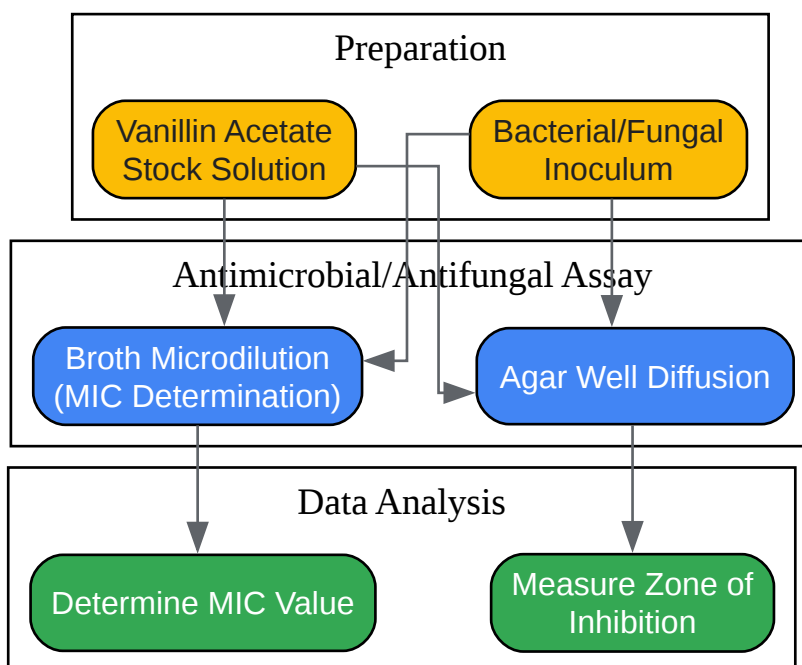 Preparation
Vanillin Acetate
Stock Solution
Bacterial/Fungal
Inoculum
Antimicrobial/Antifungal Assay
Broth Microdilution
(MIC Determination)
Agar Well Diffusion
Data Analysis
Determine MIC Value
Measure Zone of
Inhibition